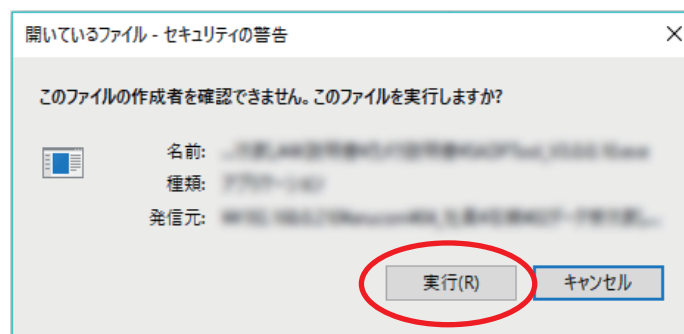 開いているファイル - セキュリティの警告
このファイルの作成者を確認できません。このファイルを実行しますか?
名前:
種類:
発信元:
実行(R)
キャンセル